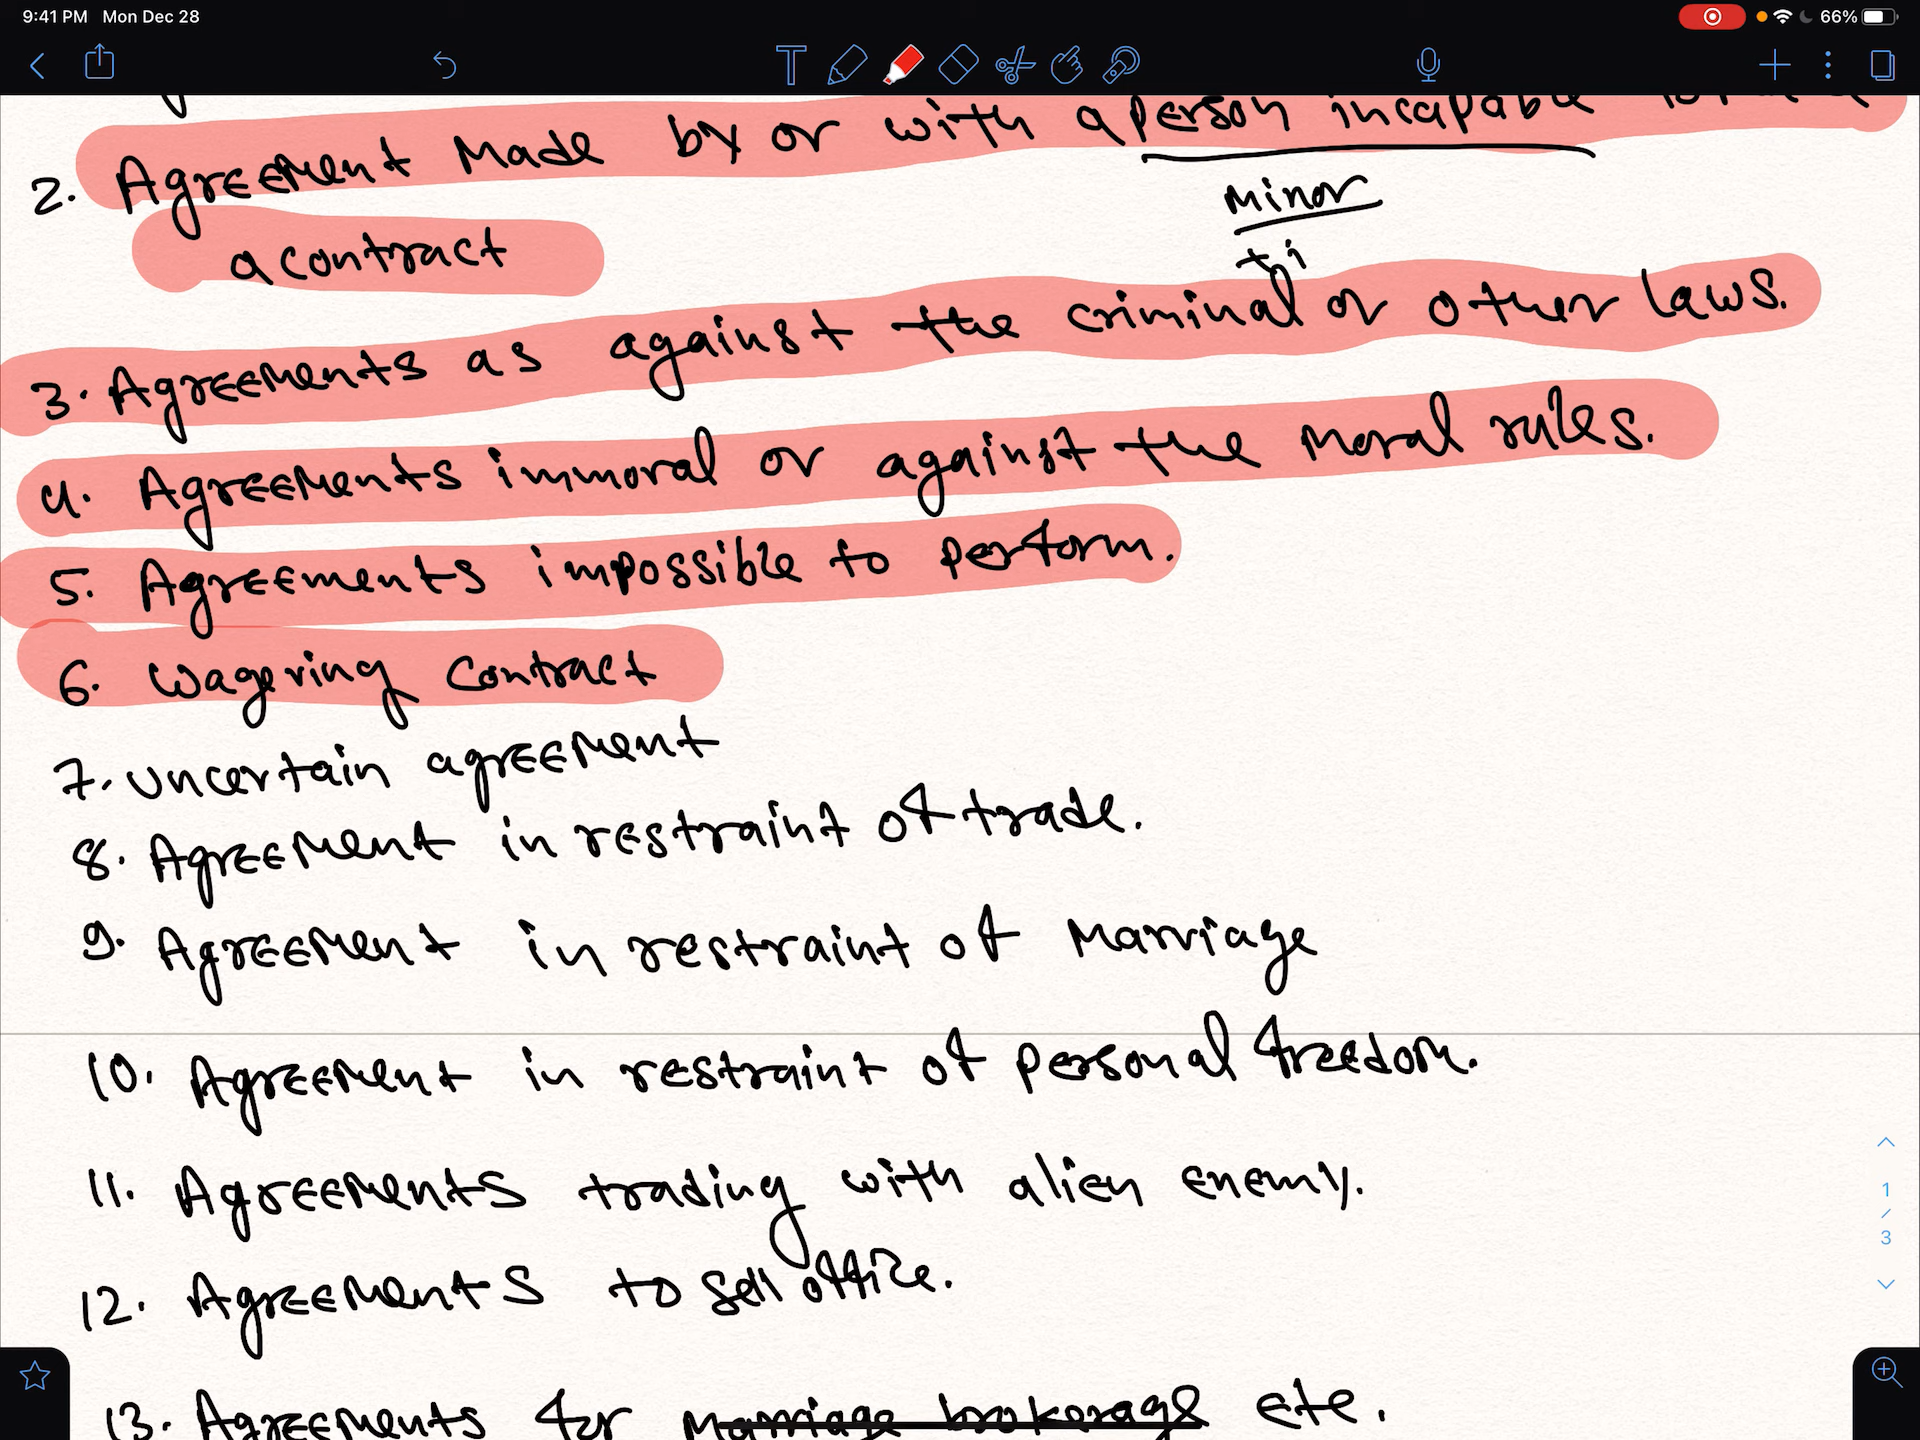 9:41 PM Mon Dec 28
66%
2. Agreement Made by or with a person incapable
Minor
a contract
3. Agreements as against the criminal or other laws.
4. Agreements immoral or against the moral rules.
5. Agreements impossible to perform.
6. Wagering Contract
7. Uncertain agreement
8. Agreement in restraint of trade.
9. Agreement in restraint of Marriage
10. Agreement in restraint of personal freedom.
11. Agreements trading with alien enemy.
1
/
3
12. Agreements to sell office.
13. Agreements for Marriage brokerage etc.